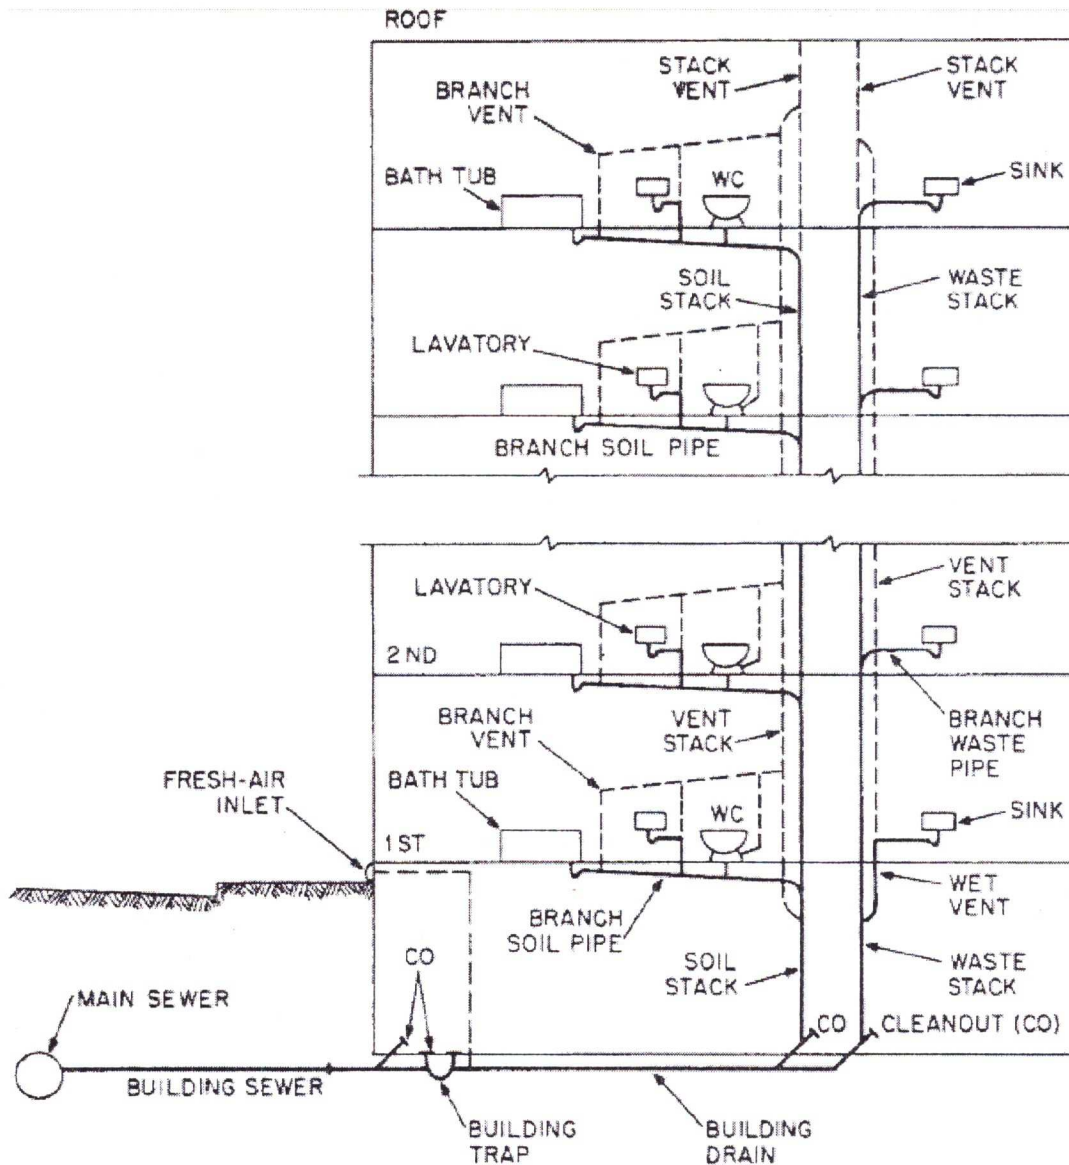 ROOF
STACK
VENT
STACK
VENT
BRANCH
VENT
BATH TUB
WC
SINK
SOIL
STACK
WASTE
STACK
LAVATORY
BRANCH SOIL PIPE
LAVATORY
VENT
STACK
2ND
BRANCH
VENT
VENT
STACK
BRANCH
WASTE
PIPE
FRESH-AIR
INLET
BATH TUB
WC
SINK
1ST
BRANCH
SOIL PIPE
WET
VENT
CO
SOIL
STACK
WASTE
STACK
MAIN SEWER
CO
CLEANOUT (CO)
BUILDING SEWER
BUILDING
TRAP
BUILDING
DRAIN